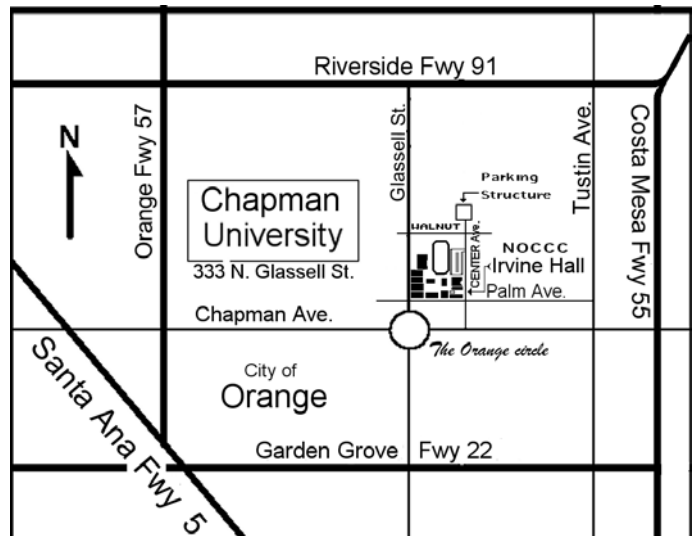 Riverside Fwy 91
N
Orange Fwy 57
Glassell St.
Tustin Ave.
Costa Mesa Fwy 55
Parking
Structure
Chapman
University
333 N. Glassell St.
WALNUT
CENTER Ave.
NOCCC
Irvine Hall
Palm Ave.
Chapman Ave.
The Orange circle
City of
Orange
Santa Ana Fwy 5
Garden Grove Fwy 22